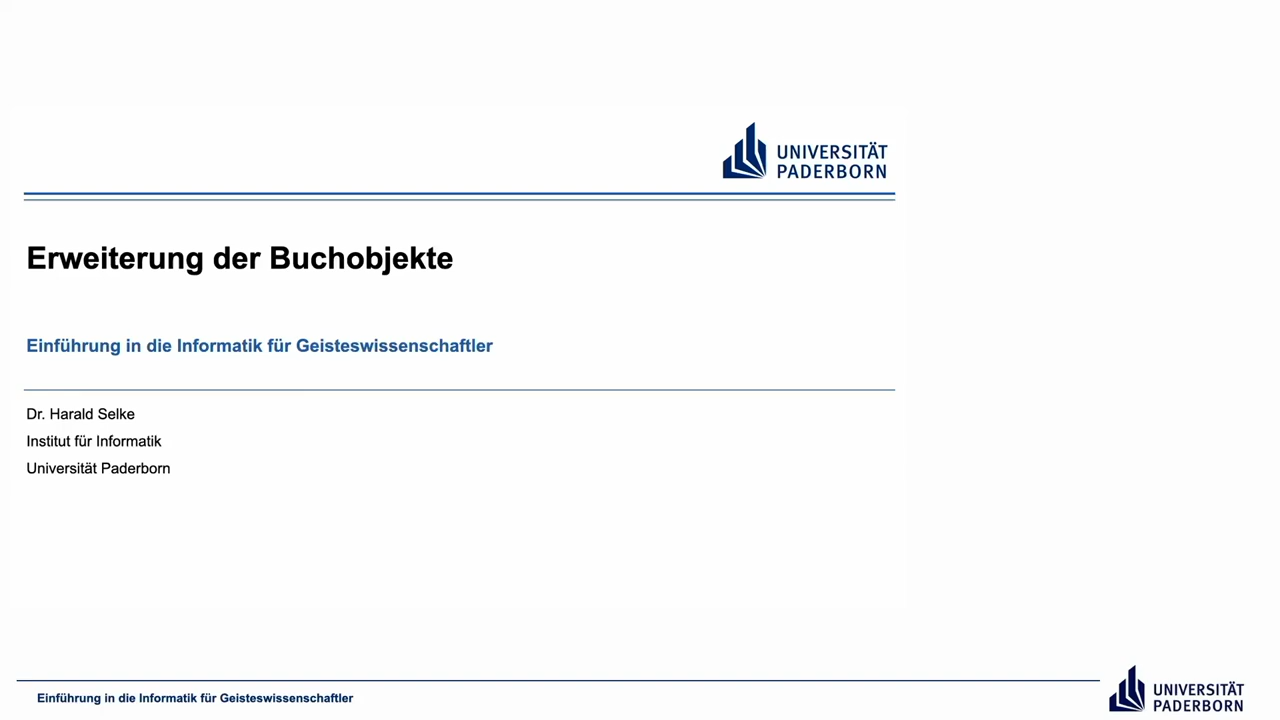 UNIVERSITÄT
PADERBORN
Erweiterung der Buchobjekte
Einführung in die Informatik für Geisteswissenschaftler
Dr. Harald Selke
Institut für Informatik
Universität Paderborn
Einführung in die Informatik für Geisteswissenschaftler
UNIVERSITÄT
PADERBORN